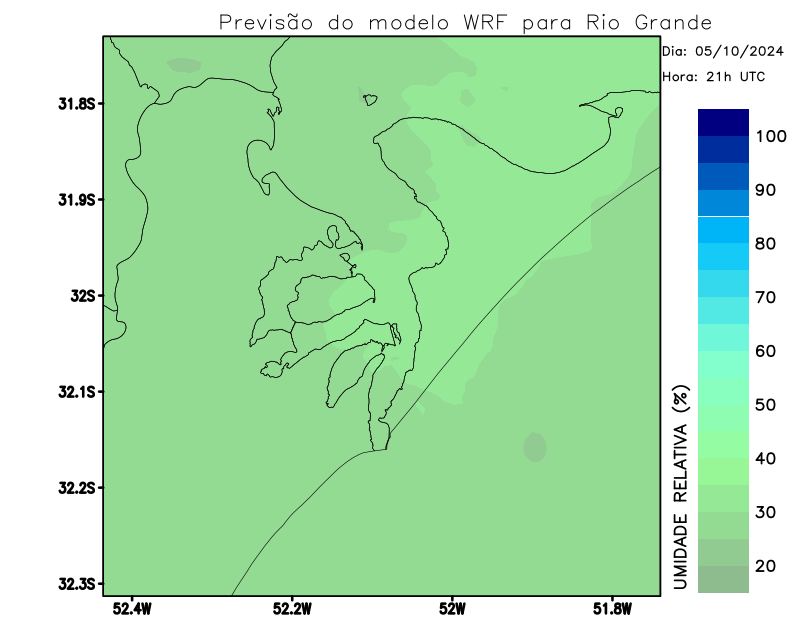 Previsão do modelo WRF para Rio Grande
Dia: 05/10/2024
Hora: 21h UTC
31.8S
31.9S
32S
32.1S
32.2S
32.3S
52.4W
52.2W
52W
51.8W
100
90
80
70
60
50
40
30
20
UMIDADE RELATIVA (%)